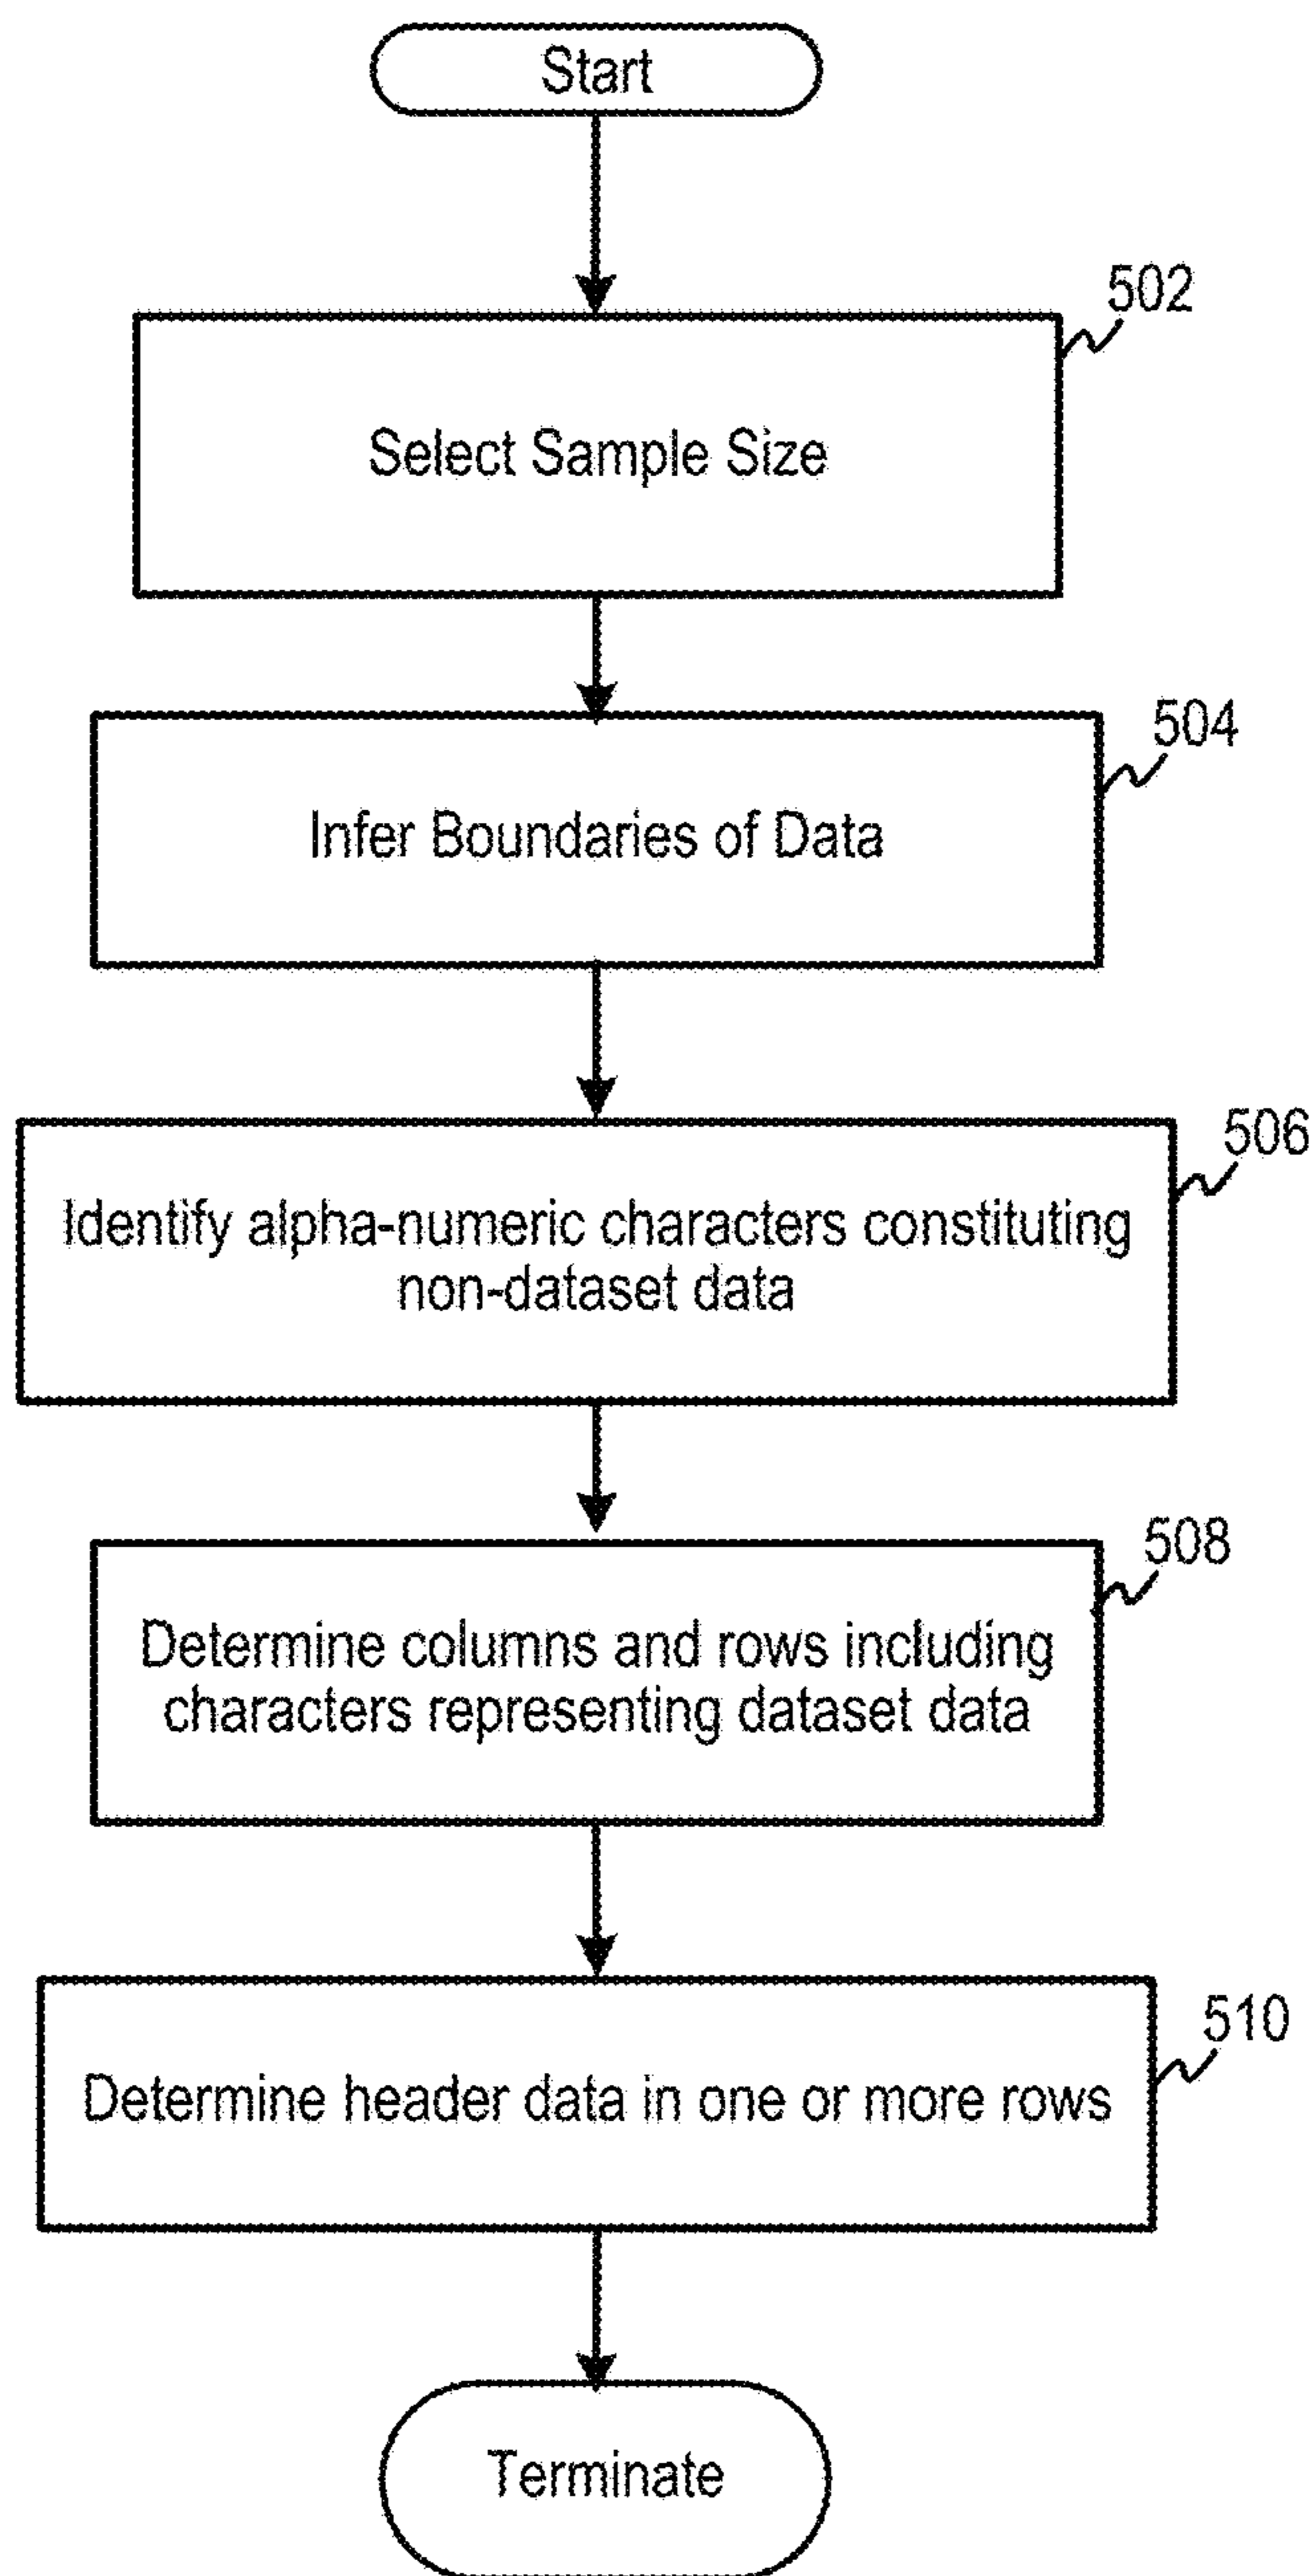 Start
502
Select Sample Size
504
Infer Boundaries of Data
506
Identify alpha-numeric characters constituting
non-dataset data
508
Determine columns and rows including
characters representing dataset data
510
Determine header data in one or more rows
Terminate